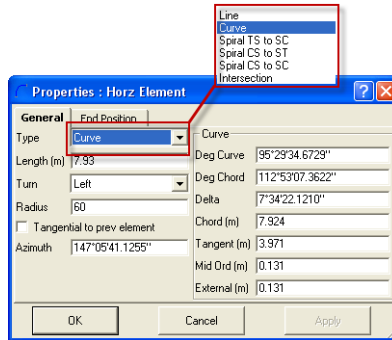 Line
Curve
Spiral TS to SC
Spiral CS to ST
Spiral CS to SC
Intersection
Properties : Horz Element
General
End Position
Type
Curve
Length (m)
7.93
Turn
Left
Radius
60
Tangential to prev element
Azimuth
147°05'41.1255"
Curve
Deg Curve
95°29'34.6729"
Deg Chord
112°53'07.3622"
Delta
7°34'22.1210"
Chord (m)
7.924
Tangent (m)
3.971
Mid Ord (m)
0.131
External (m)
0.131
OK
Cancel
Apply